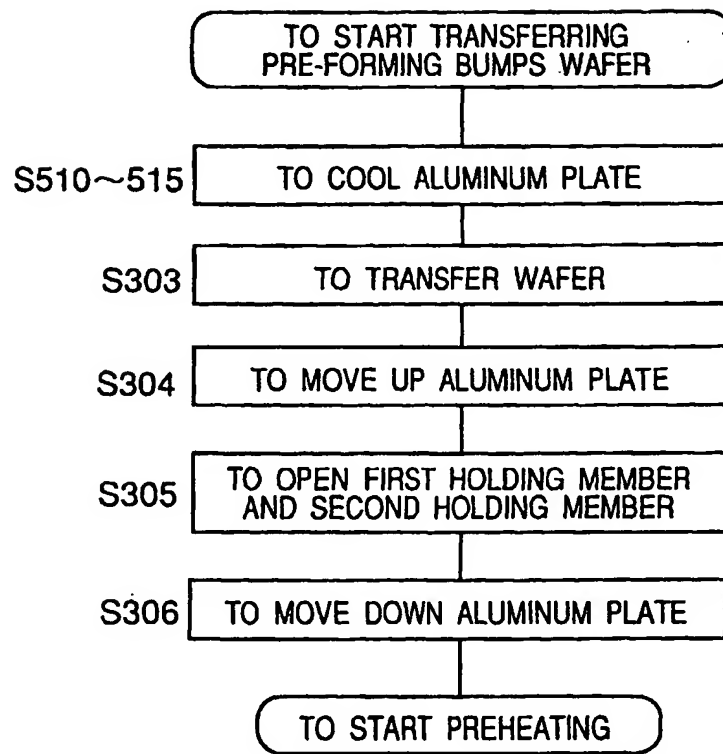 TO START TRANSFERRING
PRE-FORMING BUMPS WAFER
S510~515 TO COOL ALUMINUM PLATE
S303 TO TRANSFER WAFER
S304 TO MOVE UP ALUMINUM PLATE
S305 TO OPEN FIRST HOLDING MEMBER
AND SECOND HOLDING MEMBER
S306 TO MOVE DOWN ALUMINUM PLATE
TO START PREHEATING